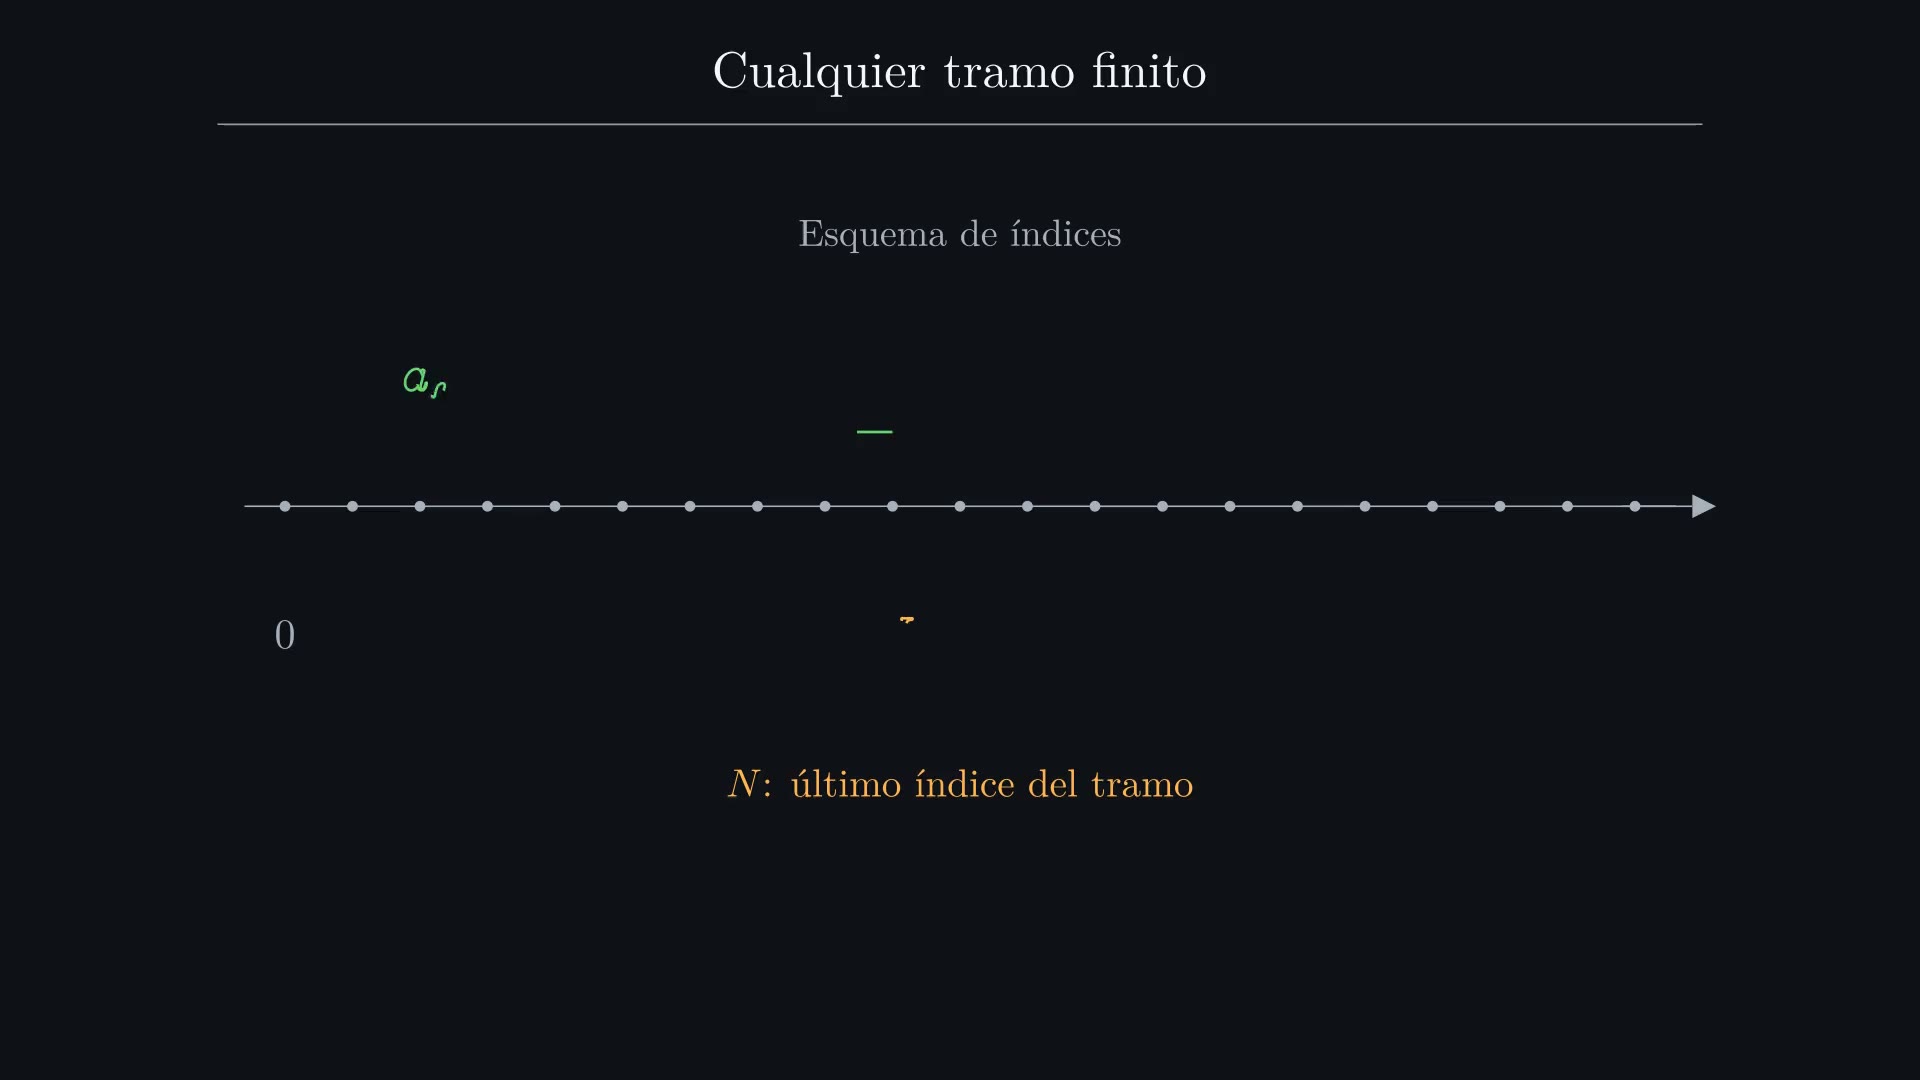 Cualquier tramo finito
Esquema de índices
0
N: último índice del tramo